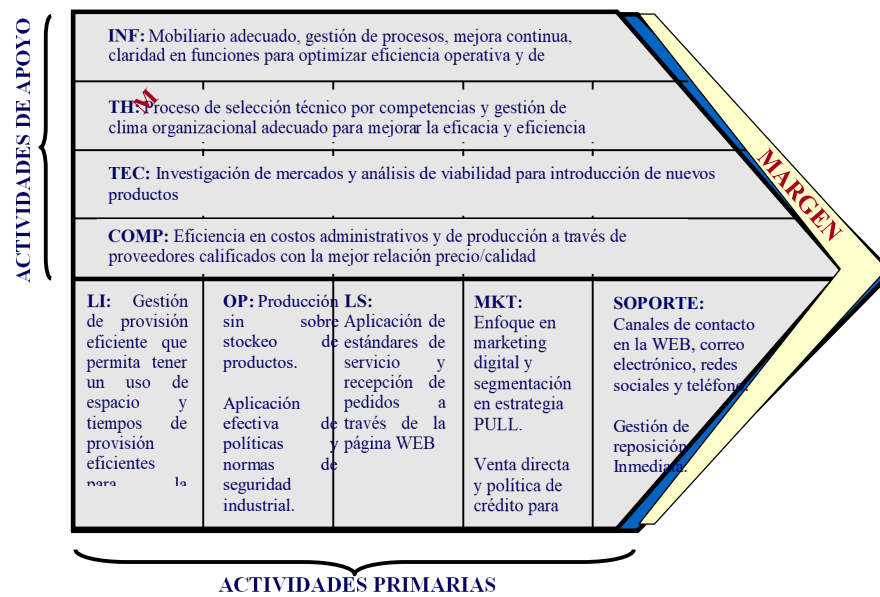 ACTIVIDADES DE APOYO
INF: Mobiliario adecuado, gestión de procesos, mejora continua,
claridad en funciones para optimizar eficiencia operativa y de
M
TH: Proceso de selección técnico por competencias y gestión de
clima organizacional adecuado para mejorar la eficacia y eficiencia
TEC: Investigación de mercados y análisis de viabilidad para introducción de nuevos
productos
COMP: Eficiencia en costos administrativos y de producción a través de
proveedores calificados con la mejor relación precio/calidad
MARGEN
LI: Gestión
de provisión
eficiente que
permita tener
un uso de
espacio y
tiempos de
provisión
eficientes
para la
OP: Producción
sin sobre
stockeo de
productos.
Aplicación
efectiva de
políticas y
normas de
seguridad
industrial.
LS:
Aplicación de
estándares de
servicio y
recepción de
pedidos a
través de la
página WEB
MKT:
Enfoque en
marketing
digital y
segmentación
en estrategia
PULL.
Venta directa
y política de
crédito para
SOPORTE:
Canales de contacto
en la WEB, correo
electrónico, redes
sociales y teléfono.
Gestión de
reposición
Inmediata.
ACTIVIDADES PRIMARIAS